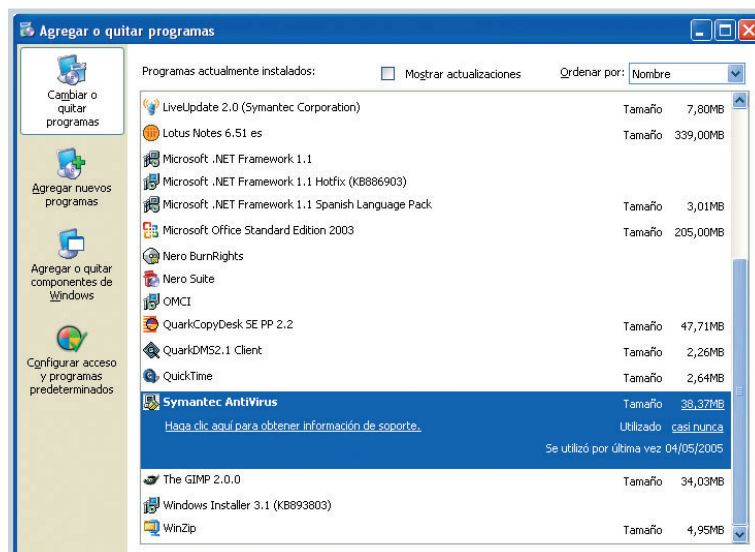 Agregar o quitar programas
Cambiar o
quitar
programas
Agregar nuevos
programas
Agregar o quitar
componentes de
Windows
Configurar acceso
y programas
predeterminados
Programas actualmente instalados: Mostrar actualizaciones Ordenar por: Nombre
LiveUpdate 2.0 (Symantec Corporation) Tamaño 7,80MB
Lotus Notes 6.51 es Tamaño 339,00MB
Microsoft .NET Framework 1.1
Microsoft .NET Framework 1.1 Hotfix (KB886903)
Microsoft .NET Framework 1.1 Spanish Language Pack Tamaño 3,01MB
Microsoft Office Standard Edition 2003 Tamaño 205,00MB
Nero BurnRights
Nero Suite
OMCI
QuarkCopyDesk SE PP 2.2 Tamaño 47,71MB
QuarkDMS2.1 Client Tamaño 2,26MB
QuickTime Tamaño 2,64MB
Symantec AntiVirus Tamaño 38,37MB
Haga clic aquí para obtener información de soporte. Utilizado casi nunca
Se utilizó por última vez 04/05/2005
The GIMP 2.0.0 Tamaño 34,03MB
Windows Installer 3.1 (KB893803)
WinZip Tamaño 4,95MB